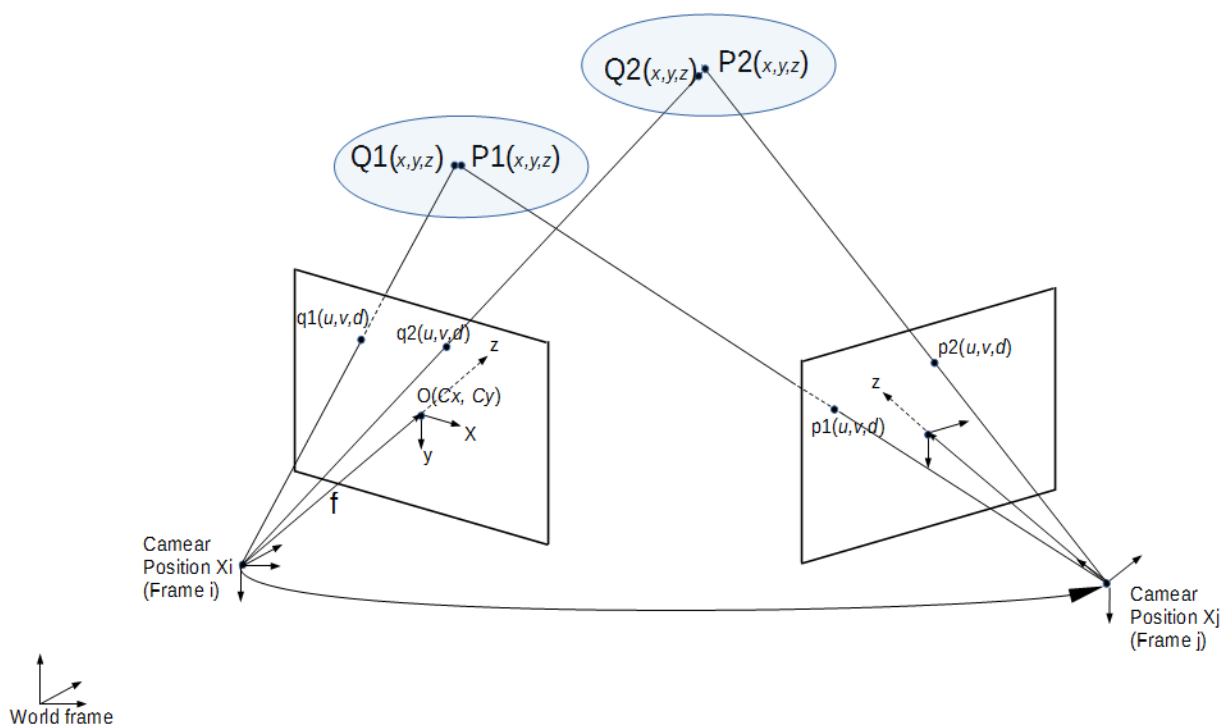 Q2(x,y,z) P2(x,y,z)
Q1(x,y,z) P1(x,y,z)
q1(u,v,d)
q2(u,v,d)
z
O(Cx, Cy)
X
y
f
p2(u,v,d)
z
p1(u,v,d)
Camear
Position Xi
(Frame i)
Camear
Position Xj
(Frame j)
World frame